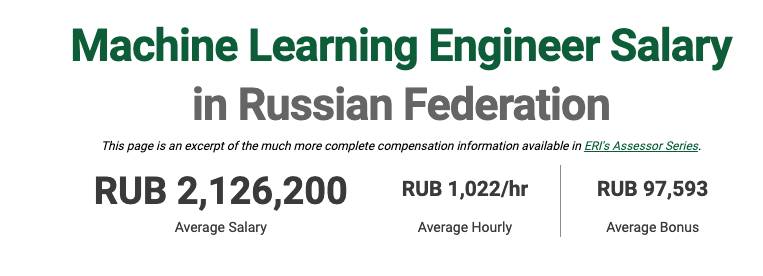 Machine Learning Engineer Salary
in Russian Federation
This page is an excerpt of the much more complete compensation information available in ERI's Assessor Series.
RUB 2,126,200 RUB 1,022/hr RUB 97,593
Average Salary Average Hourly Average Bonus